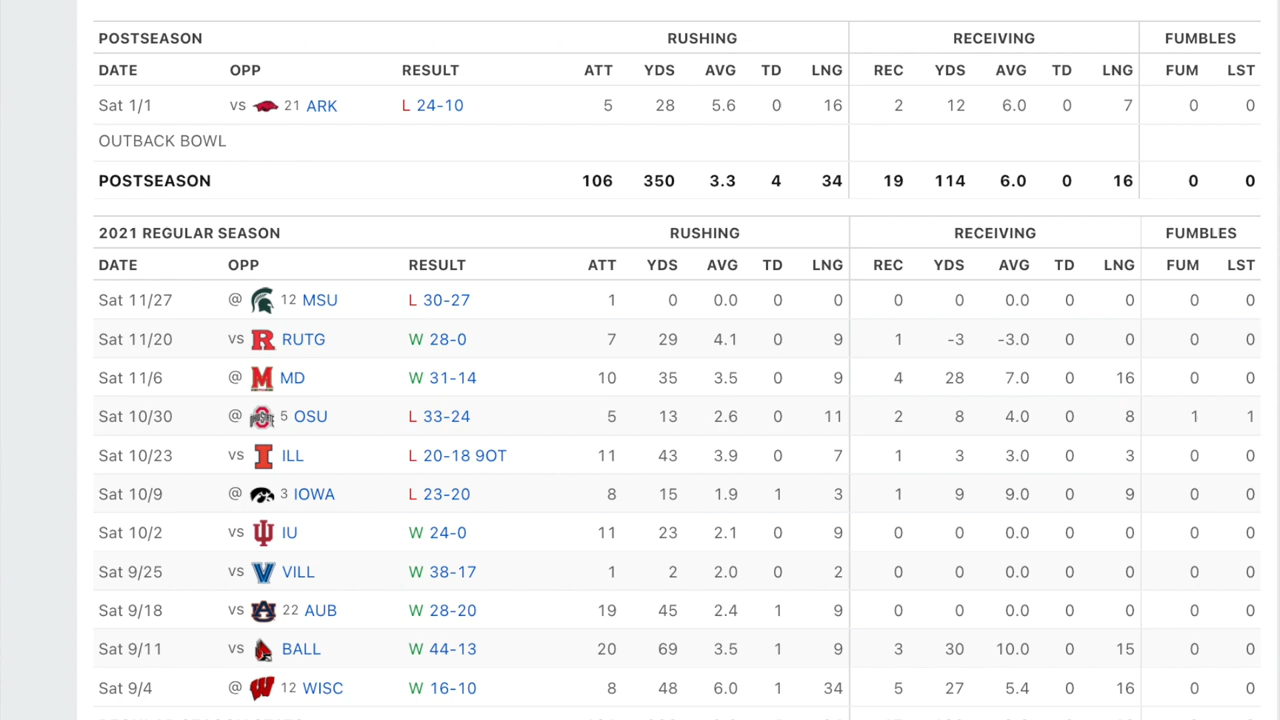 POSTSEASON RUSHING RECEIVING FUMBLES
DATE OPP RESULT ATT YDS AVG TD LNG REC YDS AVG TD LNG FUM LST
Sat 1/1 vs 21 ARK L 24-10 5 28 5.6 0 16 2 12 6.0 0 7 0 0
OUTBACK BOWL
POSTSEASON 106 350 3.3 4 34 19 114 6.0 0 16 0 0
2021 REGULAR SEASON RUSHING RECEIVING FUMBLES
DATE OPP RESULT ATT YDS AVG TD LNG REC YDS AVG TD LNG FUM LST
Sat 11/27 @ 12 MSU L 30-27 1 0 0.0 0 0 0 0 0.0 0 0 0 0
Sat 11/20 vs R RUTG W 28-0 7 29 4.1 0 9 1 -3 -3.0 0 0 0 0
Sat 11/6 @ M MD W 31-14 10 35 3.5 0 9 4 28 7.0 0 16 0 0
Sat 10/30 @ 5 OSU L 33-24 5 13 2.6 0 11 2 8 4.0 0 8 1 1
Sat 10/23 vs I ILL L 20-18 9OT 11 43 3.9 0 7 1 3 3.0 0 3 0 0
Sat 10/9 @ 3 IOWA L 23-20 8 15 1.9 1 3 1 9 9.0 0 9 0 0
Sat 10/2 vs IU W 24-0 11 23 2.1 0 9 0 0 0.0 0 0 0 0
Sat 9/25 vs V VILL W 38-17 1 2 2.0 0 2 0 0 0.0 0 0 0 0
Sat 9/18 vs AU 22 AUB W 28-20 19 45 2.4 1 9 0 0 0.0 0 0 0 0
Sat 9/11 vs BALL W 44-13 20 69 3.5 1 9 3 30 10.0 0 15 0 0
Sat 9/4 @ W 12 WISC W 16-10 8 48 6.0 1 34 5 27 5.4 0 16 0 0